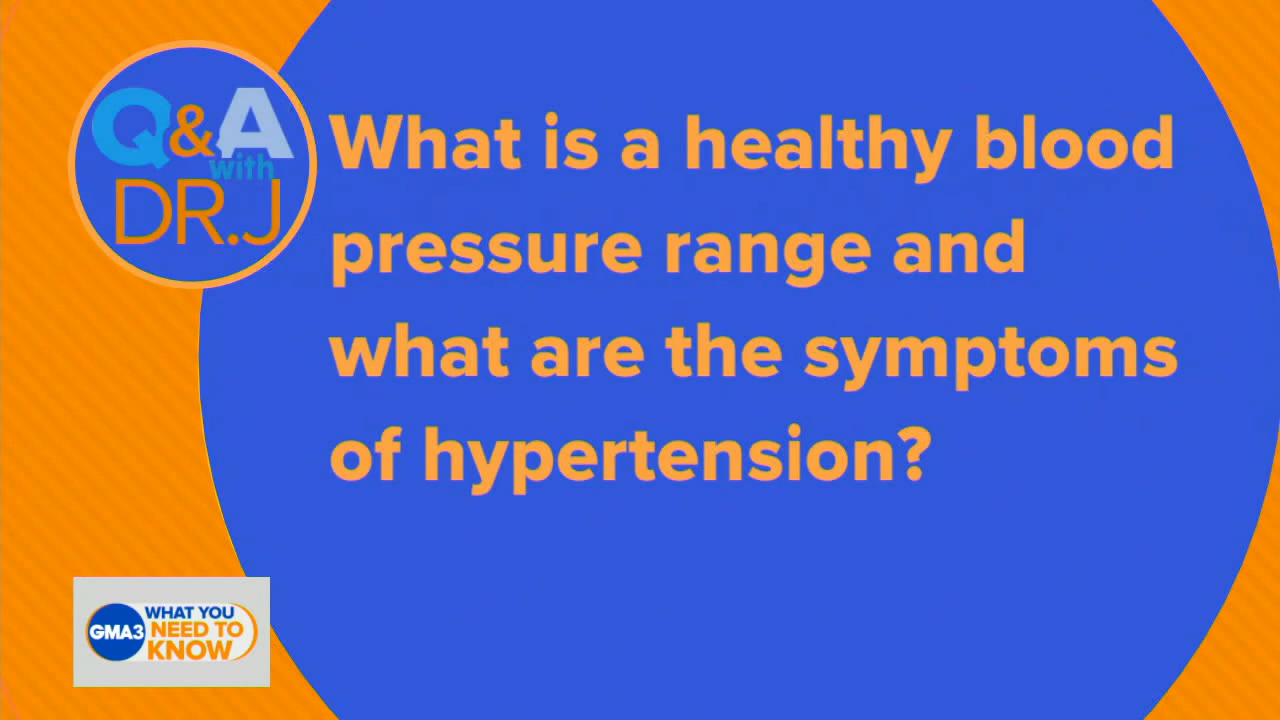 Q&A
with
DR.J
What is a healthy blood
pressure range and
what are the symptoms
of hypertension?
GMA3
WHAT YOU
NEED TO
KNOW